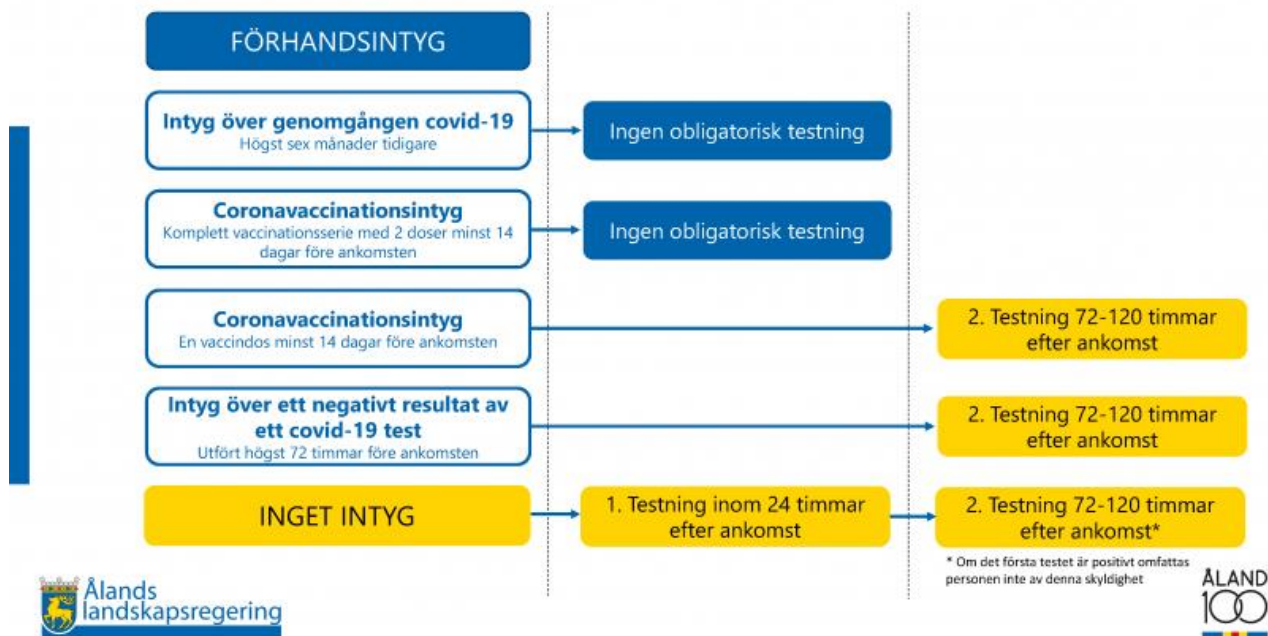 FÖRHANDSINTYG
Intyg över genomgången covid-19
Högst sex månader tidigare
Ingen obligatorisk testning
Coronavaccinationsintyg
Komplett vaccinationsserie med 2 doser minst 14
dagar före ankomsten
Ingen obligatorisk testning
Coronavaccinationsintyg
En vaccindos minst 14 dagar före ankomsten
2. Testning 72-120 timmar
efter ankomst
Intyg över ett negativt resultat av
ett covid-19 test
Utfört högst 72 timmar före ankomsten
2. Testning 72-120 timmar
efter ankomst
INGET INTYG
1. Testning inom 24 timmar
efter ankomst
2. Testning 72-120 timmar
efter ankomst*
* Om det första testet är positivt omfattas
personen inte av denna skyldighet
Ålands
landskapsregering
ÅLAND
100